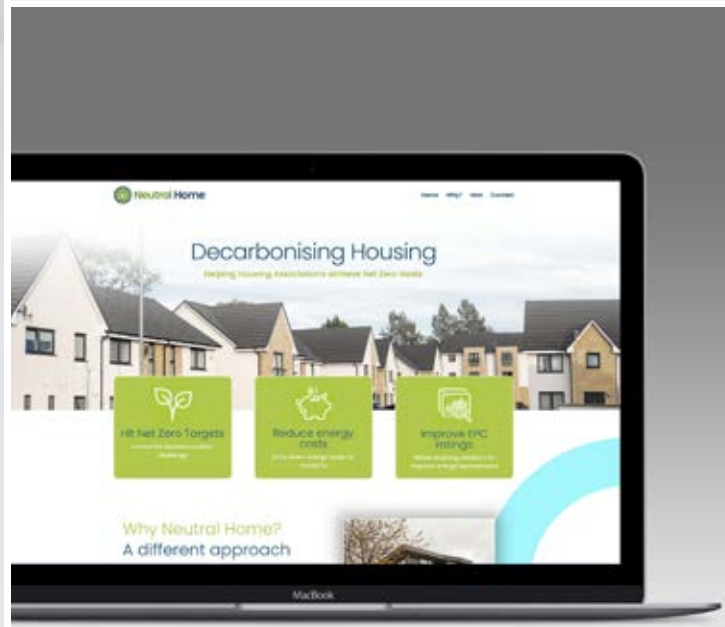 Neutral Home
Home Why? How Contact
Decarbonising Housing
Helping Housing Associations achieve Net Zero Goals
Hit Net Zero Targets
Reduce energy
costs
Improve EPC
ratings
Why Neutral Home?
A different approach
MacBook